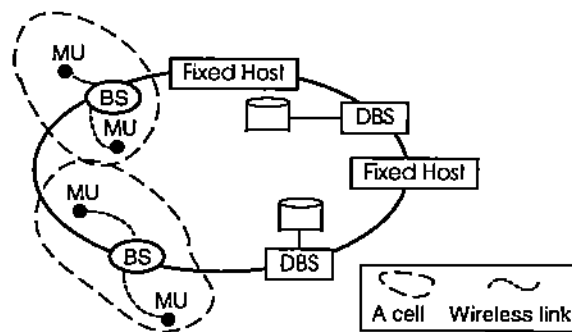 MU
Fixed Host
BS
MU
DBS
Fixed Host
MU
BS
DBS
MU
A cell Wireless link